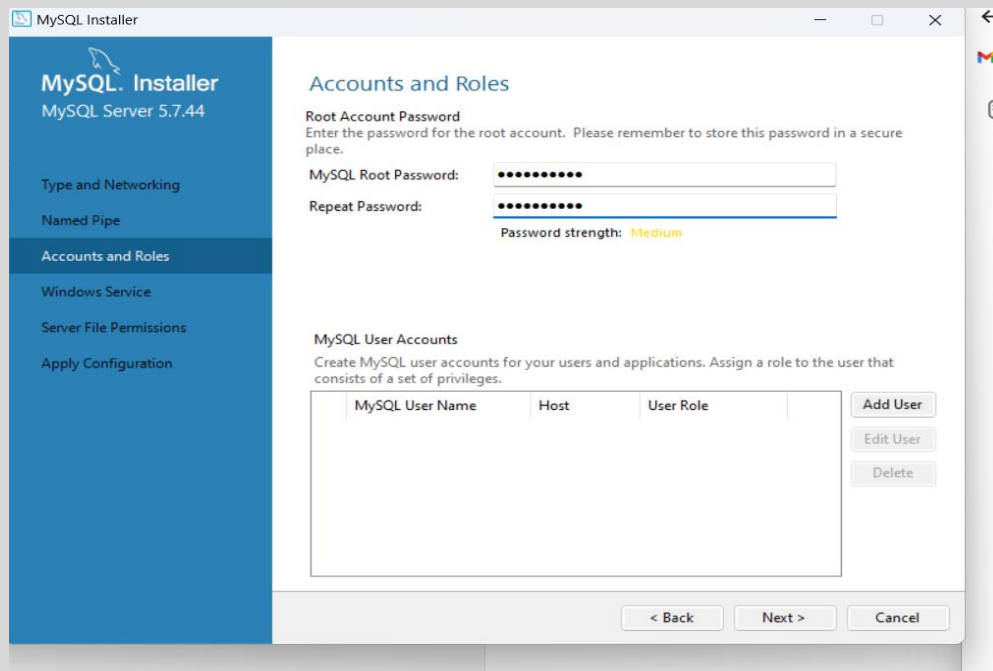 MySQL Installer
MySQL. Installer
MySQL Server 5.7.44
Type and Networking
Named Pipe
Accounts and Roles
Windows Service
Server File Permissions
Apply Configuration
Accounts and Roles
Root Account Password
Enter the password for the root account. Please remember to store this password in a secure
place.
MySQL Root Password: ●●●●●●●●●●
Repeat Password: ●●●●●●●●●●
Password strength: Medium
MySQL User Accounts
Create MySQL user accounts for your users and applications. Assign a role to the user that
consists of a set of privileges.
MySQL User Name Host User Role
Add User
Edit User
Delete
< Back Next > Cancel